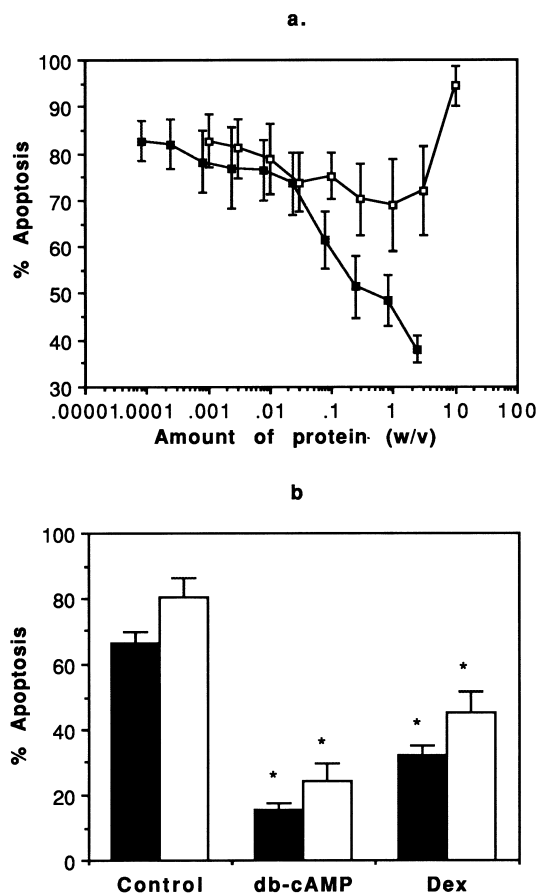 a.
100
90
80
70
60
50
40
30
% Apoptosis
.00001 .0001 .001 .01 .1 1 10 100
Amount of protein (w/v)
b
100
80
60
40
20
0
% Apoptosis
* * * *
Control db-cAMP Dex